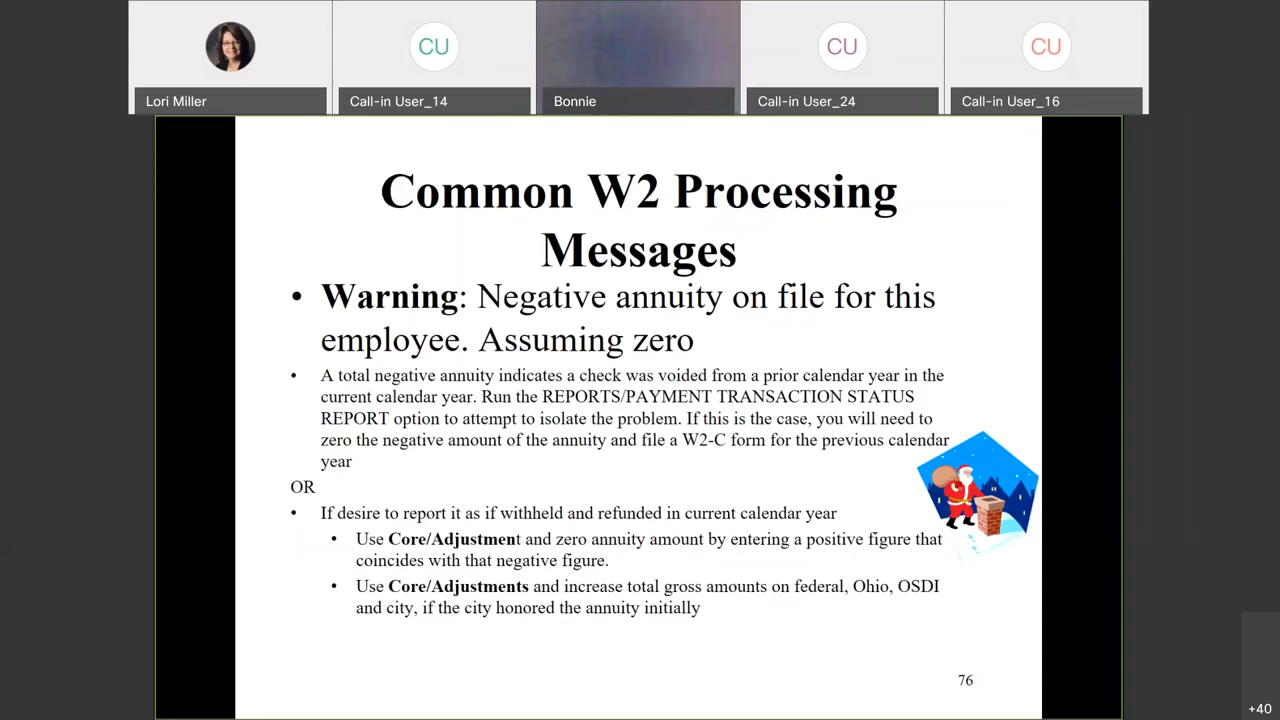 CU
CU
CU
Lori Miller
Call-in User_14
Bonnie
Call-in User_24
Call-in User_16
Common W2 Processing
Messages
• Warning: Negative annuity on file for this
employee. Assuming zero
• A total negative annuity indicates a check was voided from a prior calendar year in the
current calendar year. Run the REPORTS/PAYMENT TRANSACTION STATUS
REPORT option to attempt to isolate the problem. If this is the case, you will need to
zero the negative amount of the annuity and file a W2-C form for the previous calendar
year
OR
• If desire to report it as if withheld and refunded in current calendar year
• Use Core/Adjustment and zero annuity amount by entering a positive figure that
coincides with that negative figure.
• Use Core/Adjustments and increase total gross amounts on federal, Ohio, OSDI
and city, if the city honored the annuity initially
76
+40